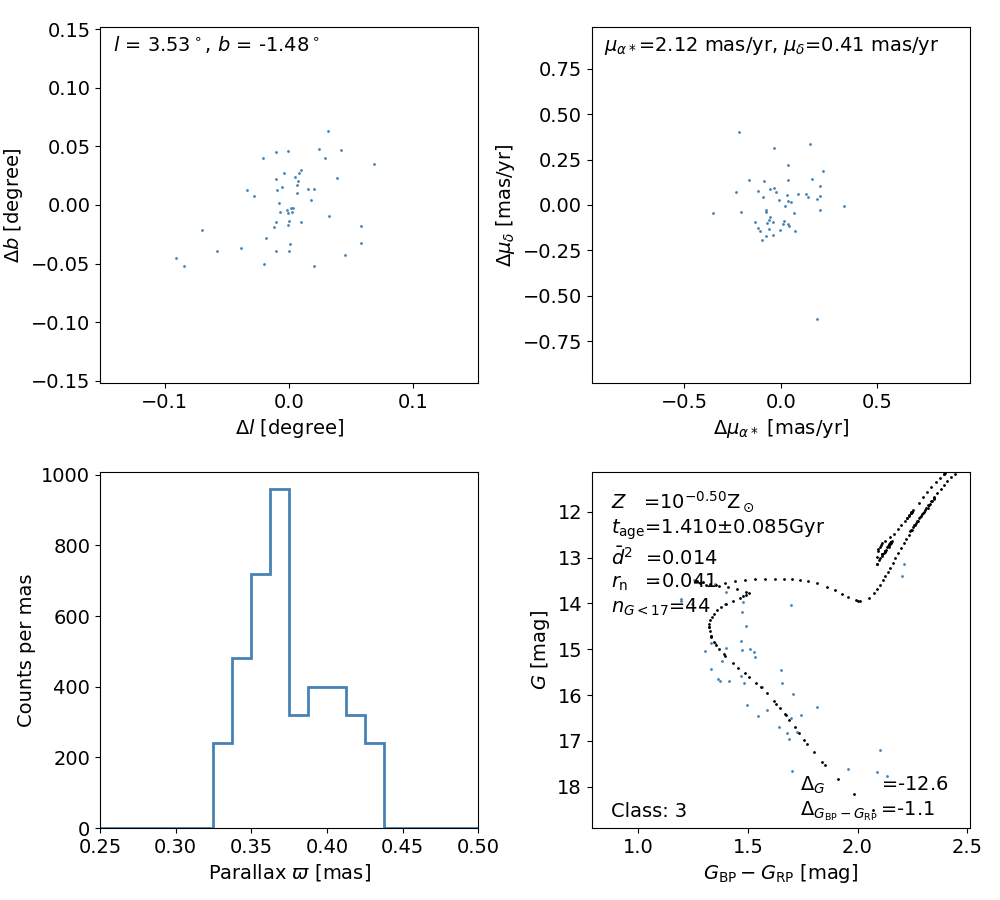 l = 3.53°, b = -1.48°
0.15
0.10
0.05
0.00
−0.05
−0.10
−0.15
Δb [degree]
−0.1 0.0 0.1
Δl [degree]
μα*=2.12 mas/yr, μδ=0.41 mas/yr
0.75
0.50
0.25
0.00
−0.25
−0.50
−0.75
Δμδ [mas/yr]
−0.5 0.0 0.5
Δμα* [mas/yr]
1000
800
600
400
200
0
Counts per mas
0.25 0.30 0.35 0.40 0.45 0.50
Parallax ϖ [mas]
Z =10^−0.50 Z⊙
tage=1.410±0.085Gyr
d̄² =0.014
rn =0.041
nG<17=44
12
13
14
15
16
17
18
G [mag]
ΔG =-12.6
Class: 3
ΔGBP−GRP =-1.1
1.0 1.5 2.0 2.5
GBP − GRP [mag]